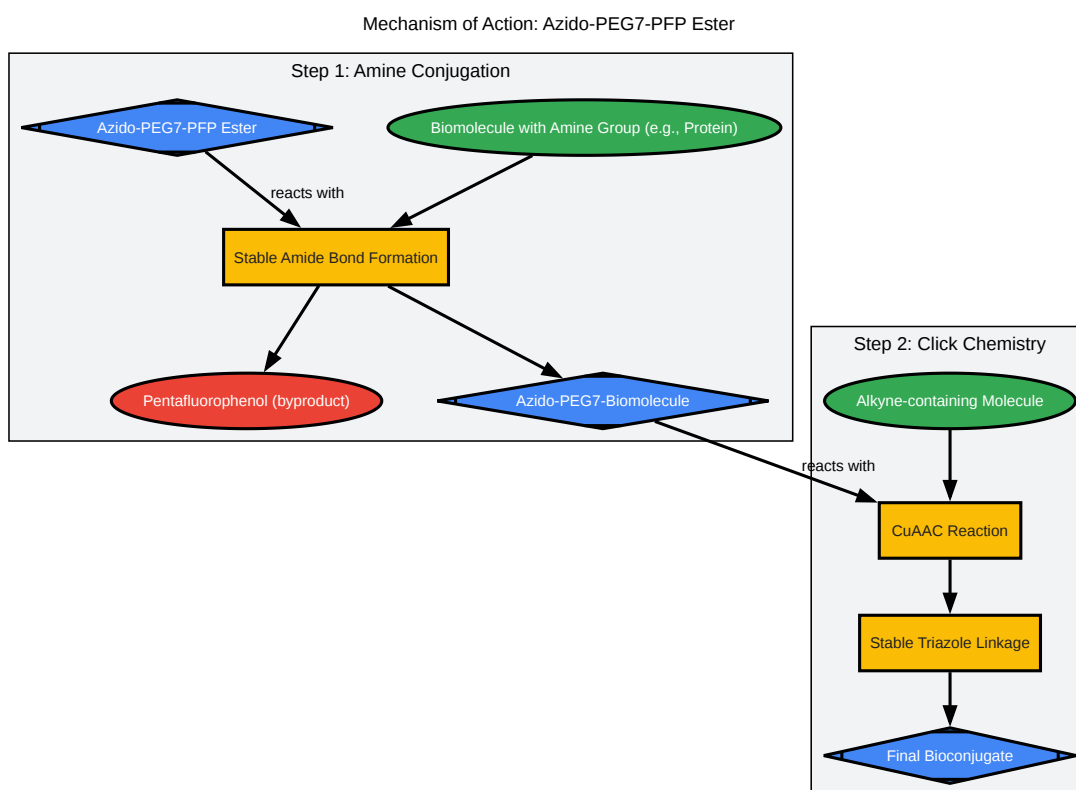 Mechanism of Action: Azido-PEG7-PFP Ester
Step 1: Amine Conjugation
Azido-PEG7-PFP Ester
Biomolecule with Amine Group (e.g., Protein)
reacts with
Stable Amide Bond Formation
Pentafluorophenol (byproduct)
Azido-PEG7-Biomolecule
Step 2: Click Chemistry
Alkyne-containing Molecule
reacts with
CuAAC Reaction
Stable Triazole Linkage
Final Bioconjugate